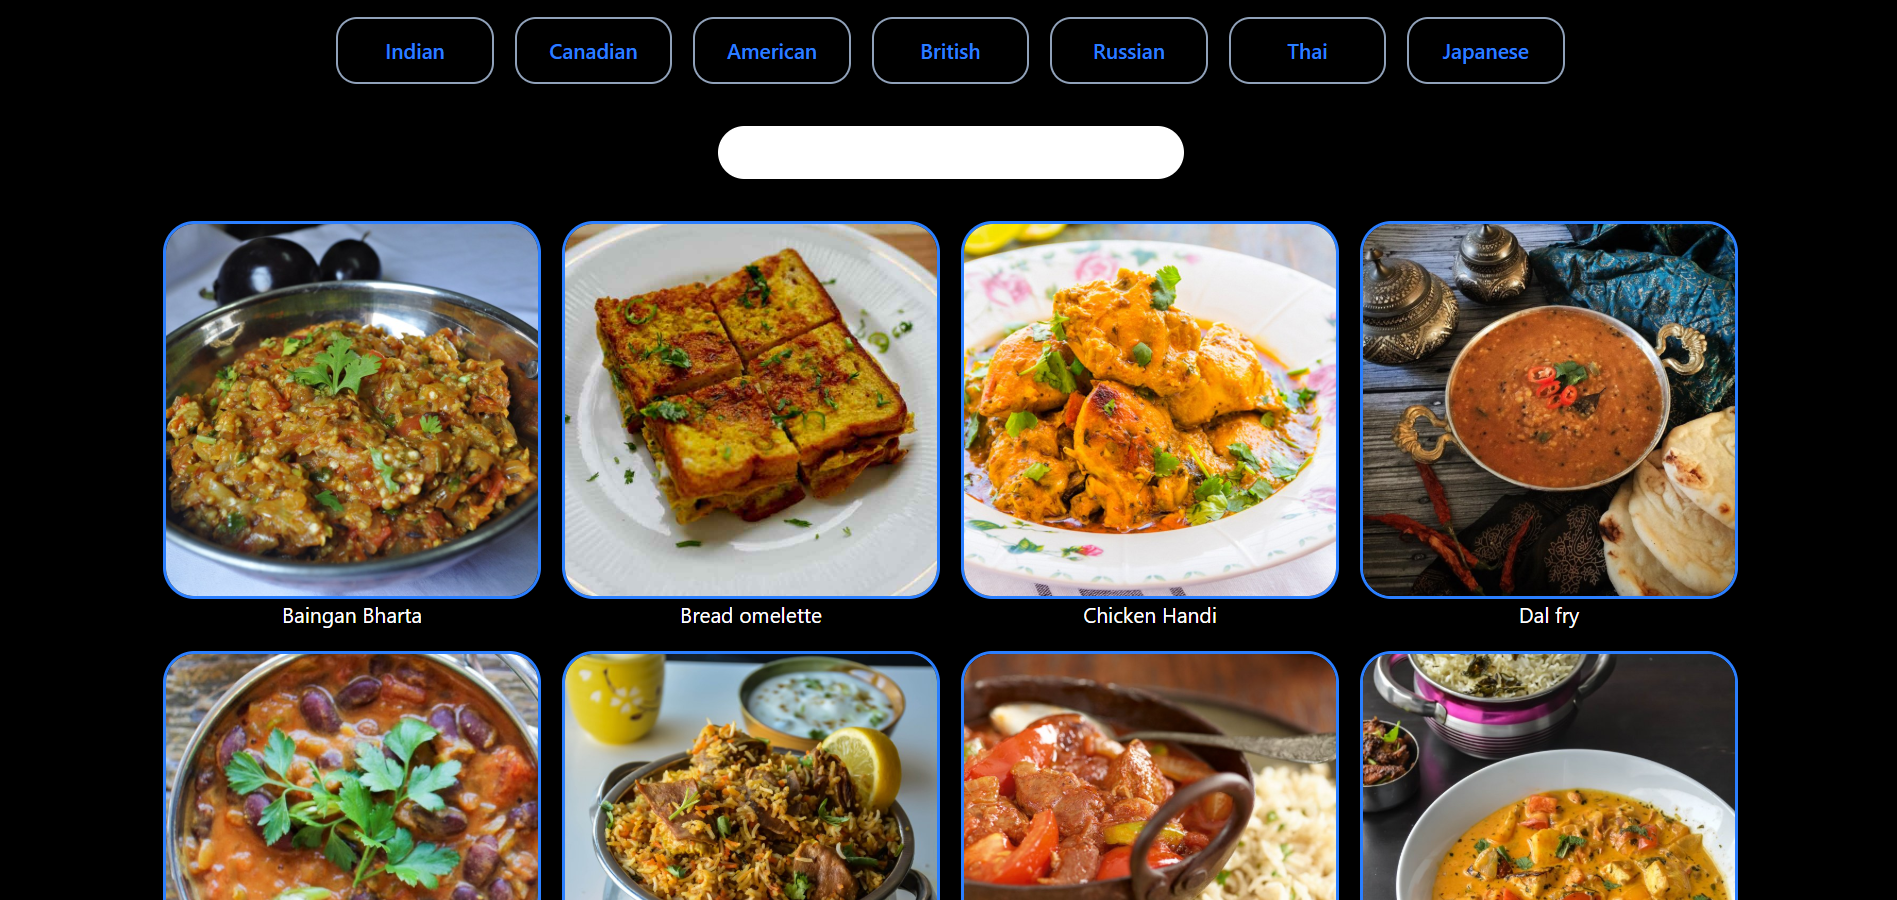 Indian
Canadian
American
British
Russian
Thai
Japanese
Baingan Bharta
Bread omelette
Chicken Handi
Dal fry